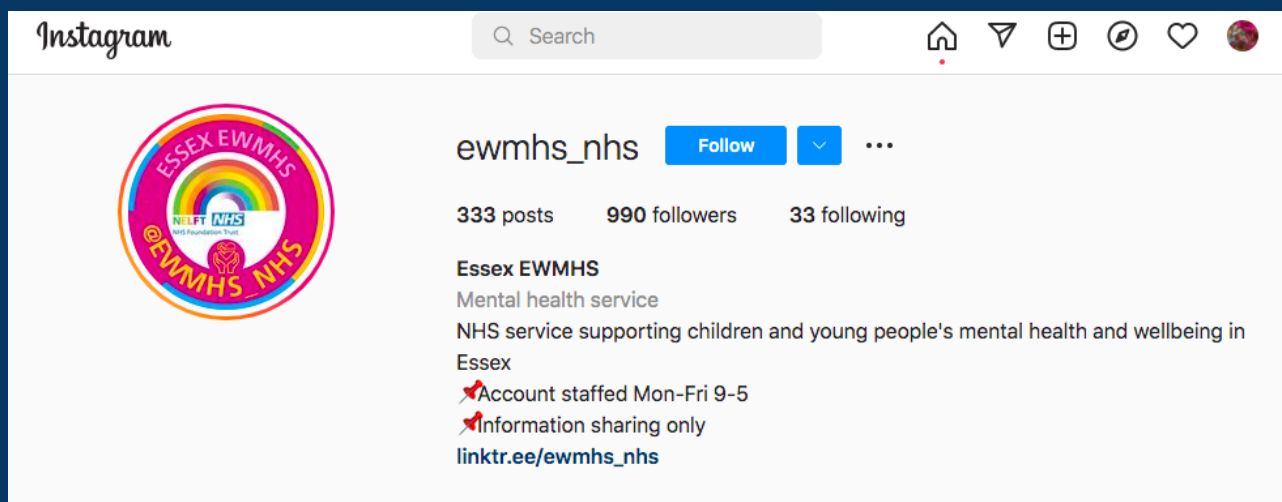 Instagram
Search
ESSEX EWMHS
NELFT NHS
NHS Foundation Trust
@EWMHS_NHS
ewmhs_nhs Follow
333 posts 990 followers 33 following
Essex EWMHS
Mental health service
NHS service supporting children and young people's mental health and wellbeing in
Essex
📌Account staffed Mon-Fri 9-5
📌Information sharing only
linktr.ee/ewmhs_nhs